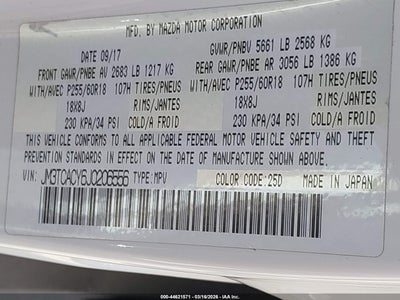 MFD. BY MAZDA MOTOR CORPORATION
DATE 09/17 GVWR/PNBV 5661 LB 2568 KG
FRONT GAWR/PNBE AV 2683 LB 1217 KG REAR GAWR/PNBE AR 3056 LB 1386 KG
WITH/AVEC P255/60R18 107H TIRES/PNEUS WITH/AVEC P255/60R18 107H TIRES/PNEUS
18X8J RIMS/JANTES 18X8J RIMS/JANTES
230 KPA/34 PSI COLD/A FROID 230 KPA/34 PSI COLD/A FROID
THIS VEHICLE CONFORMS TO ALL APPLICABLE FEDERAL MOTOR VEHICLE SAFETY AND THEFT
PREVENTION STANDARDS IN EFFECT ON THE DATE OF MANUFACTURE SHOWN ABOVE.
VIN: JM3TCACY6J0206556 TYPE:MPV COLOR CODE:25D MADE IN JAPAN
000-44621571 - 03/16/2026 - IAA Inc.